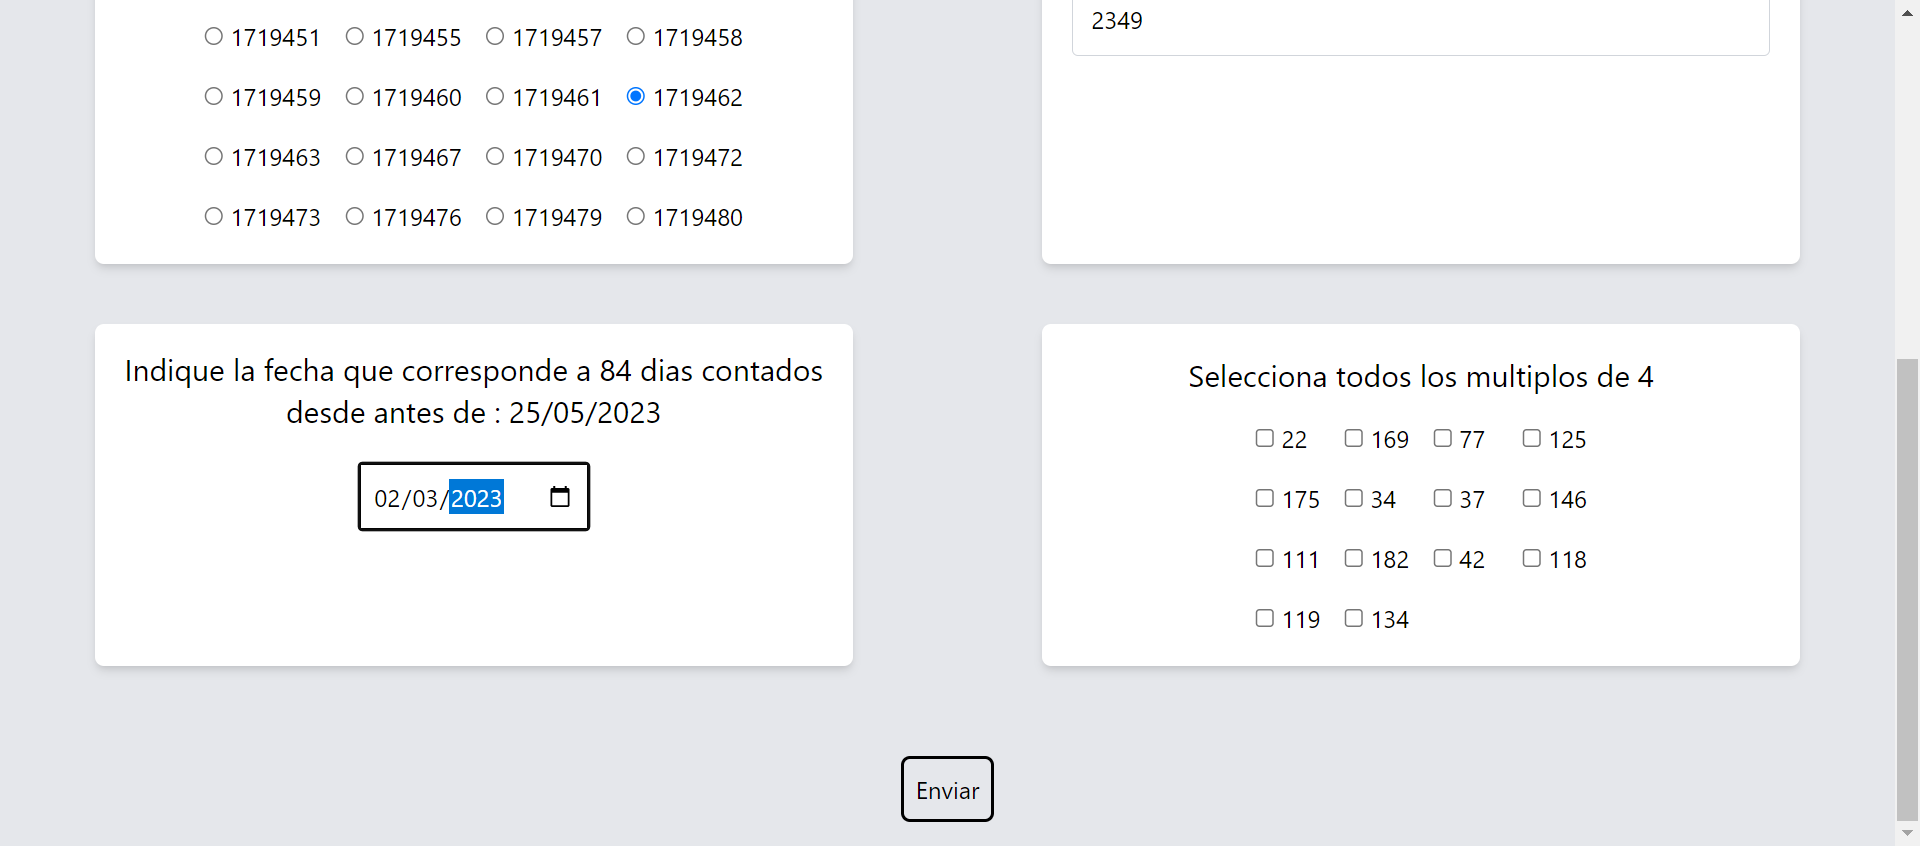 1719451 1719455 1719457 1719458
1719459 1719460 1719461 1719462
1719463 1719467 1719470 1719472
1719473 1719476 1719479 1719480
2349
Indique la fecha que corresponde a 84 dias contados
desde antes de : 25/05/2023
02/03/2023
Selecciona todos los multiplos de 4
22 169 77 125
175 34 37 146
111 182 42 118
119 134
Enviar